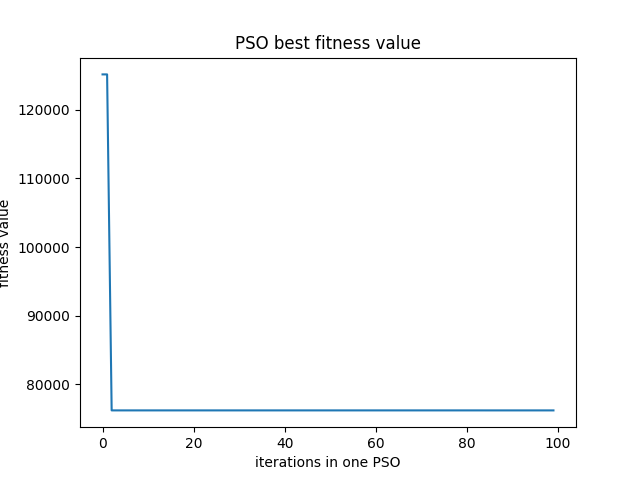 PSO best fitness value
120000
110000
100000
90000
80000
fitness value
0 20 40 60 80 100
iterations in one PSO